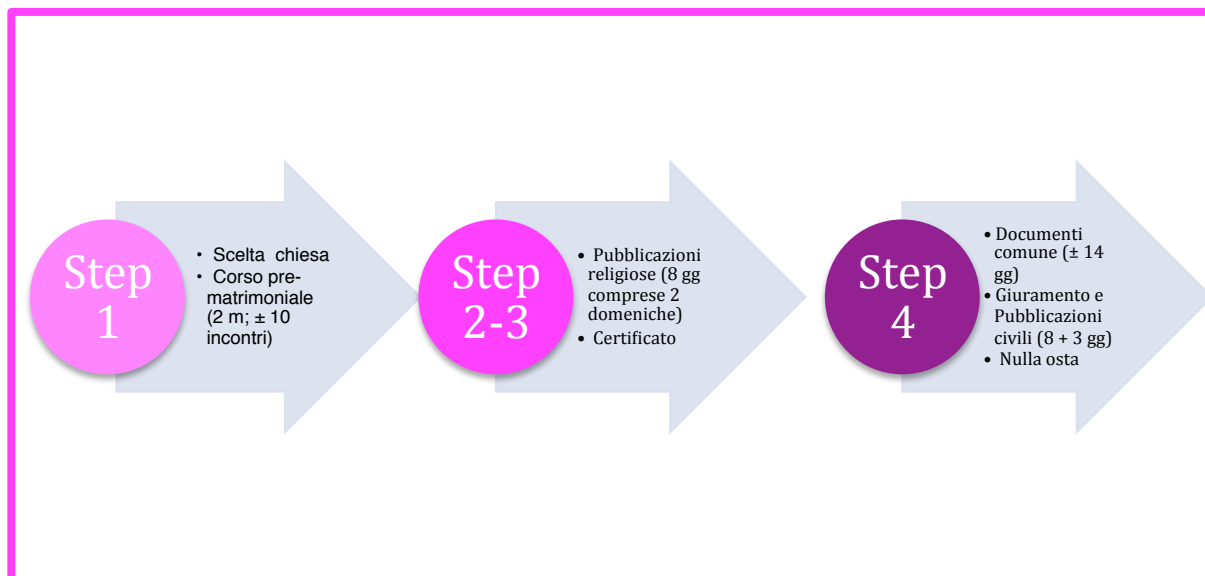 Step
1
• Scelta chiesa
• Corso pre-
matrimoniale
(2 m; ± 10
incontri)
Step
2-3
• Pubblicazioni
religiose (8 gg
comprese 2
domeniche)
• Certificato
Step
4
• Documenti
comune (± 14
gg)
• Giuramento e
Pubblicazioni
civili (8 + 3 gg)
• Nulla osta